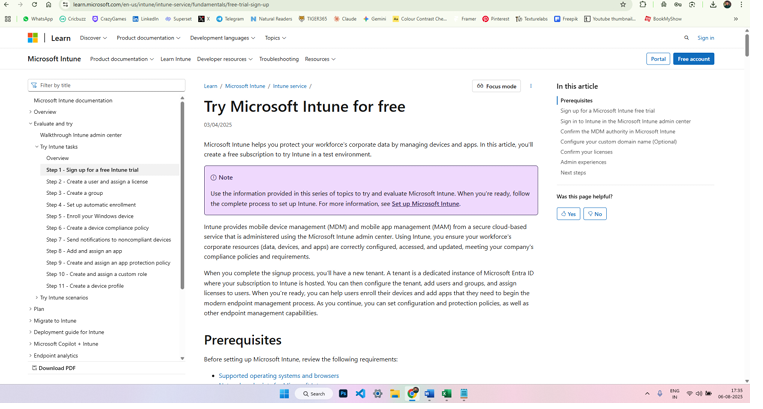 learn.microsoft.com/en-us/intune/intune-service/fundamentals/free-trial-sign-up
WhatsApp Cricbuzz CrazyGames LinkedIn Superset X Telegram Natural Readers TIGER365 Claude Gemini Color Contrast Che... Framer Pinterest Texturelabs Freepik Youtube thumbnail... BookMyShow
Microsoft Learn Discover Product documentation Development languages Topics Sign in
Microsoft Intune Product documentation Learn Intune Developer resources Troubleshooting Resources Portal Free account
Filter by title
Microsoft Intune documentation
Overview
Evaluate and try
Walkthrough Intune admin center
Try Intune tasks
Overview
Step 1 - Sign up for a free Intune trial
Step 2 - Create a user and assign a license
Step 3 - Create a group
Step 4 - Set up automatic enrollment
Step 5 - Enroll your Windows device
Step 6 - Create a device compliance policy
Step 7 - Send notifications to noncompliant devices
Step 8 - Add and assign an app
Step 9 - Create and assign an app protection policy
Step 10 - Create and assign a custom role
Step 11 - Create a device profile
Try Intune scenarios
Plan
Migrate to Intune
Deployment guide for Intune
Microsoft Copilot + Intune
Endpoint analytics
Download PDF
Learn / Microsoft Intune / Intune service /
Focus mode
Try Microsoft Intune for free
03/04/2025
Microsoft Intune helps you protect your workforce's corporate data by managing devices and apps. In this article, you'll
create a free subscription to try Intune in a test environment.
Note
Use the information provided in this series of topics to try and evaluate Microsoft Intune. When you're ready, follow
the complete process to set up Intune. For more information, see Set up Microsoft Intune.
Intune provides mobile device management (MDM) and mobile app management (MAM) from a secure cloud-based
service that is administered using the Microsoft Intune admin center. Using Intune, you ensure your workforce's
corporate resources (data, devices, and apps) are correctly configured, accessed, and updated, meeting your company's
compliance policies and requirements.
When you complete the signup process, you'll have a new tenant. A tenant is a dedicated instance of Microsoft Entra ID
where your subscription to Intune is hosted. You can then configure the tenant, add users and groups, and assign
licenses to users. When you're ready, you can help users enroll their devices and add apps that they need to begin the
modern endpoint management process. As you continue, you can set configuration and protection policies, as well as
other endpoint management capabilities.
Prerequisites
Before setting up Microsoft Intune, review the following requirements:
Supported operating systems and browsers
In this article
Prerequisites
Sign up for a Microsoft Intune free trial
Sign in to Intune in the Microsoft Intune admin center
Confirm the MDM authority in Microsoft Intune
Configure your custom domain name (Optional)
Confirm your licenses
Admin experiences
Next steps
Was this page helpful?
Yes No
Search
ENG
IN
17:35
06-08-2025